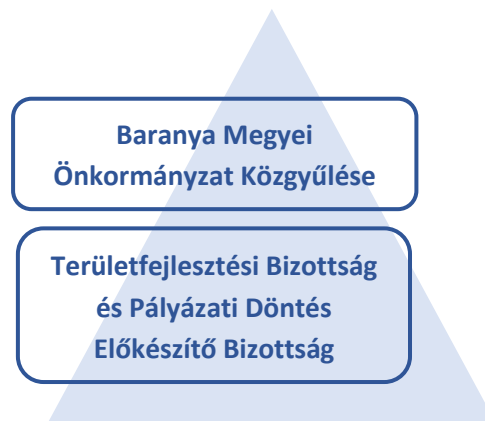 Baranya Megyei
Önkormányzat Közgyűlése
Területfejlesztési Bizottság
és Pályázati Döntés
Előkészítő Bizottság